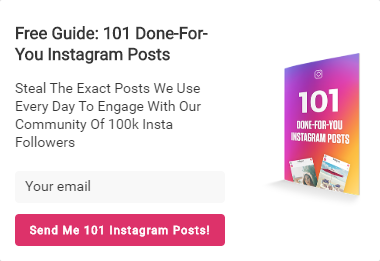 Free Guide: 101 Done-For-
You Instagram Posts
Steal The Exact Posts We Use
Every Day To Engage With Our
Community Of 100k Insta
Followers
Your email
Send Me 101 Instagram Posts!
101
DONE-FOR-YOU
INSTAGRAM POSTS